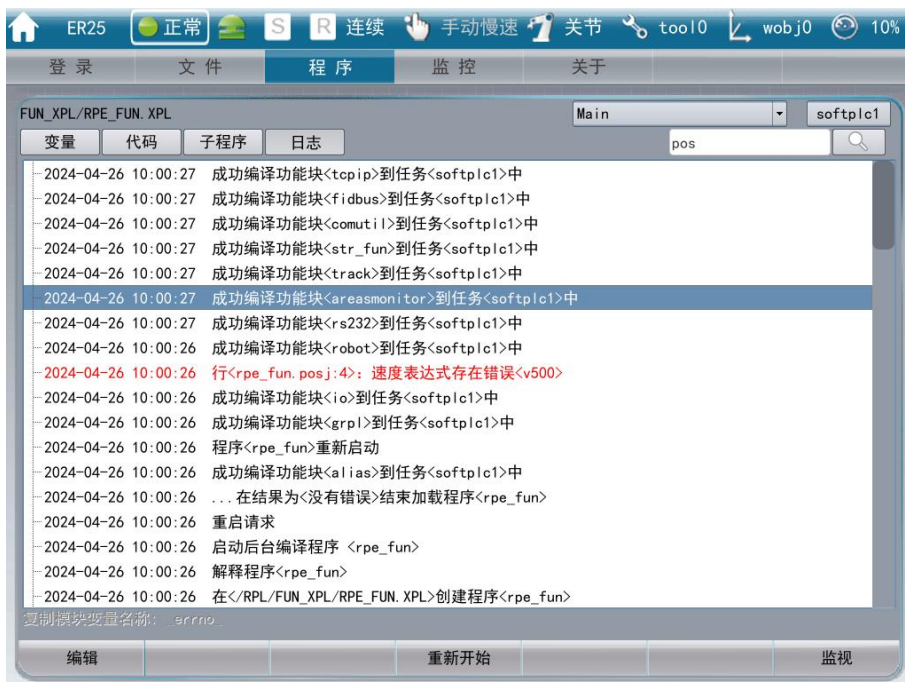 ER25 正常 S R 连续 手动慢速 关节 tool0 wobj0 10%
登录 文件 程序 监控 关于
FUN_XPL/RPE_FUN.XPL Main softplc1
变量 代码 子程序 日志 pos
2024-04-26 10:00:27 成功编译功能块<tcpip>到任务<softplc1>中
2024-04-26 10:00:27 成功编译功能块<fidbus>到任务<softplc1>中
2024-04-26 10:00:27 成功编译功能块<comutil>到任务<softplc1>中
2024-04-26 10:00:27 成功编译功能块<str_fun>到任务<softplc1>中
2024-04-26 10:00:27 成功编译功能块<track>到任务<softplc1>中
2024-04-26 10:00:27 成功编译功能块<areasmonitor>到任务<softplc1>中
2024-04-26 10:00:27 成功编译功能块<rs232>到任务<softplc1>中
2024-04-26 10:00:26 成功编译功能块<robot>到任务<softplc1>中
2024-04-26 10:00:26 行<rpe_fun.posj:4>: 速度表达式存在错误<v500>
2024-04-26 10:00:26 成功编译功能块<io>到任务<softplc1>中
2024-04-26 10:00:26 成功编译功能块<grpl>到任务<softplc1>中
2024-04-26 10:00:26 程序<rpe_fun>重新启动
2024-04-26 10:00:26 成功编译功能块<alias>到任务<softplc1>中
2024-04-26 10:00:26 ...在结果为<没有错误>结束加载程序<rpe_fun>
2024-04-26 10:00:26 重启请求
2024-04-26 10:00:26 启动后台编译程序 <rpe_fun>
2024-04-26 10:00:26 解释程序<rpe_fun>
2024-04-26 10:00:26 在</RPL/FUN_XPL/RPE_FUN.XPL>创建程序<rpe_fun>
复制模块变量名称: _errno_
编辑 重新开始 监视